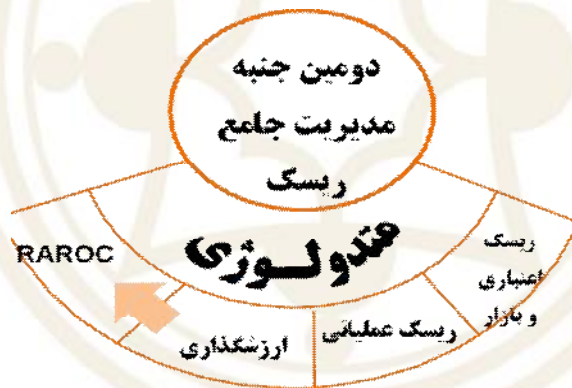 دومین جنبه
مدیریت جامع
ریسک
متدولوژی
ریسک
اعتباری
و بازار
ریسک عملیاتی
ارزشگذاری
RAROC